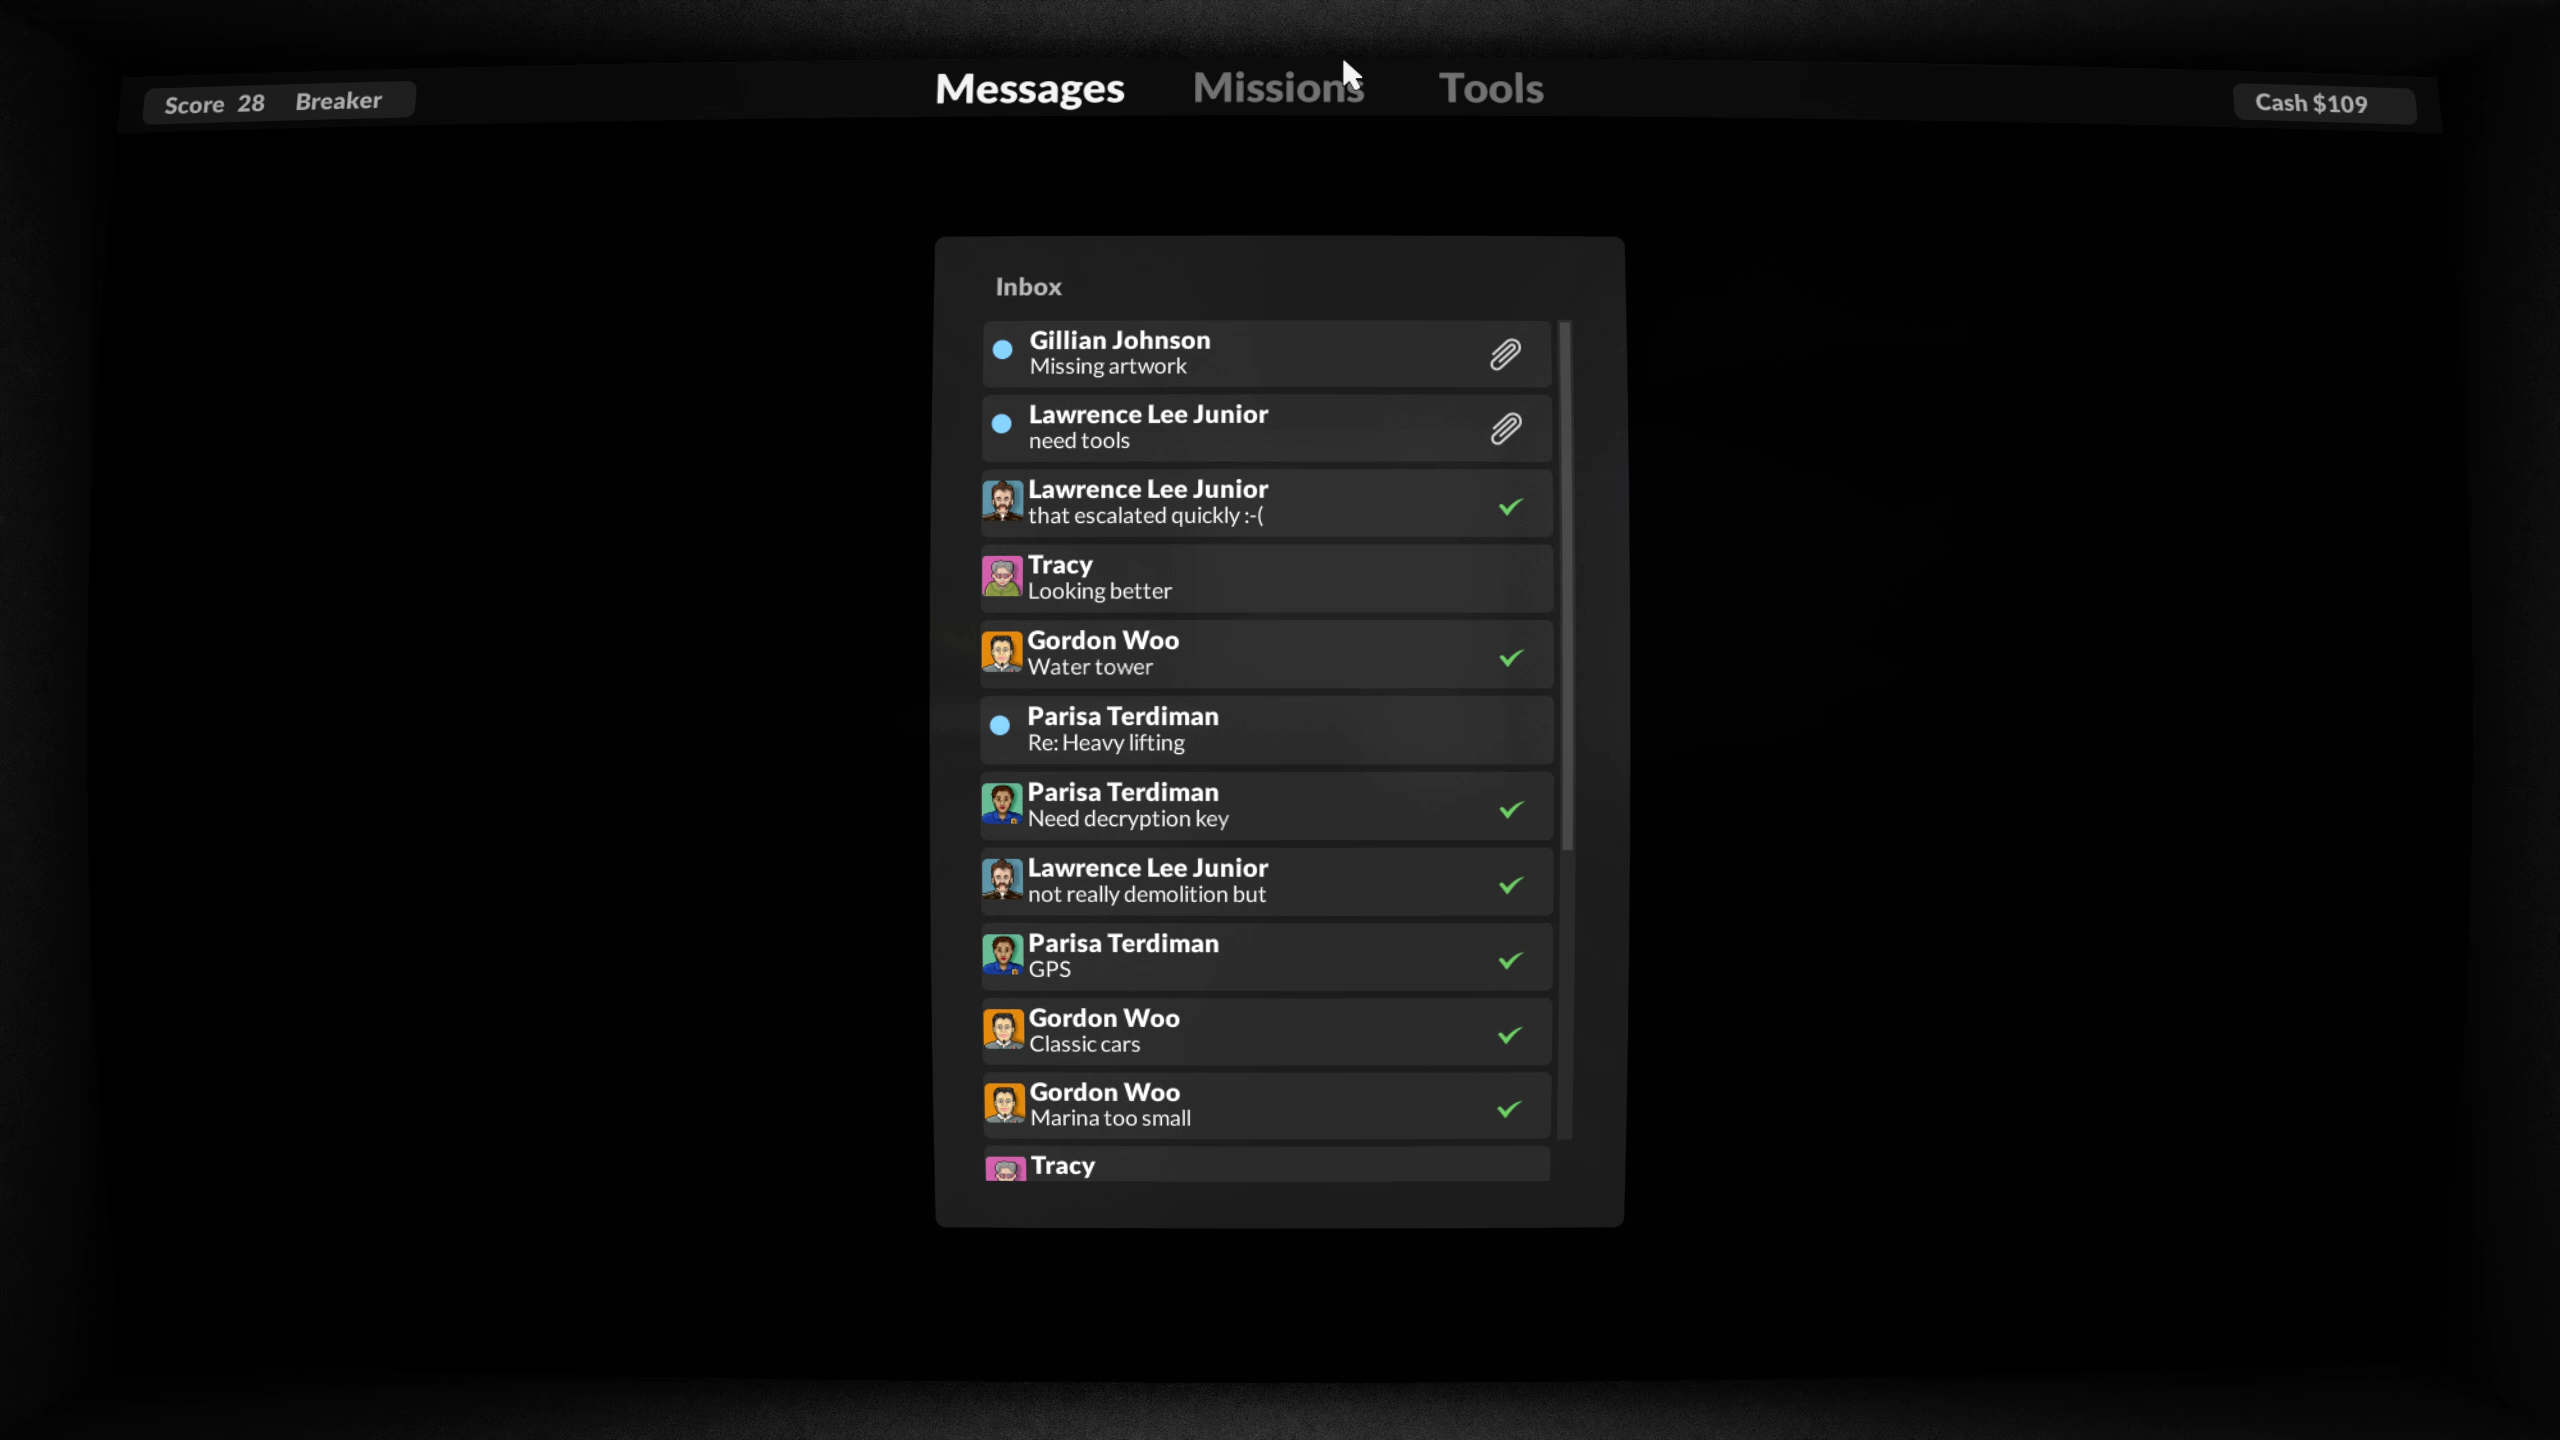 Score 28 Breaker
Messages Missions Tools
Cash $109
Inbox
Gillian Johnson
Missing artwork
Lawrence Lee Junior
need tools
Lawrence Lee Junior
that escalated quickly :-(
Tracy
Looking better
Gordon Woo
Water tower
Parisa Terdiman
Re: Heavy lifting
Parisa Terdiman
Need decryption key
Lawrence Lee Junior
not really demolition but
Parisa Terdiman
GPS
Gordon Woo
Classic cars
Gordon Woo
Marina too small
Tracy